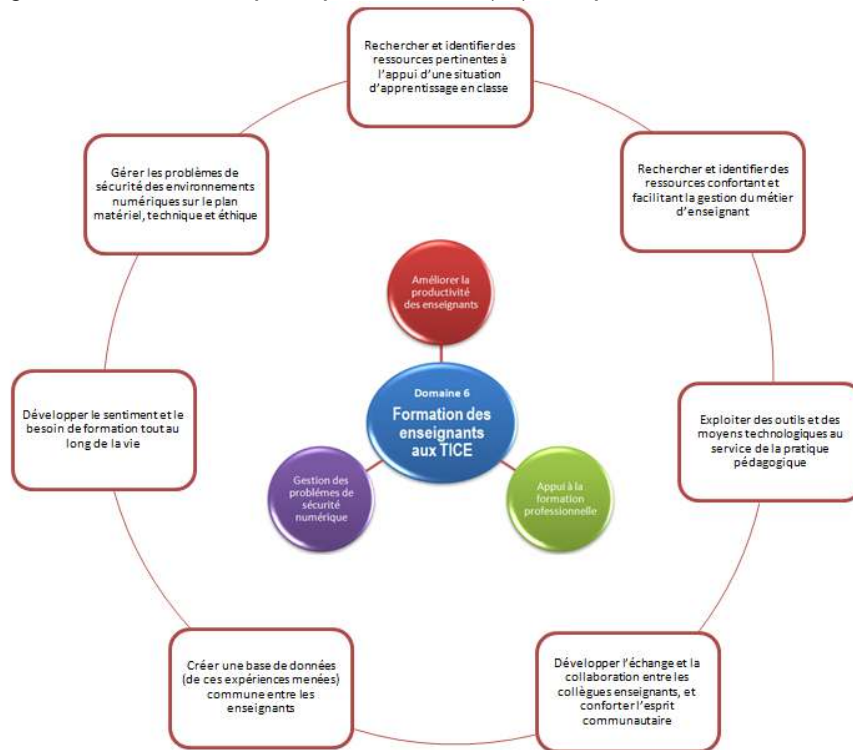 Rechercher et identifier des
ressources pertinentes à
l'appui d'une situation
d'apprentissage en classe
Gérer les problèmes de
sécurité des environnements
numériques sur le plan
matériel, technique et éthique
Rechercher et identifier des
ressources confortant et
facilitant la gestion du métier
d'enseignant
Améliorer la
productivité
des enseignants
Domaine 6
Formation des
enseignants
aux TICE
Développer le sentiment et le
besoin de formation tout au
long de la vie
Exploiter des outils et des
moyens technologiques au
service de la pratique
pédagogique
Gestion des
problémes de
sécurité
numérique
Appui à la
formation
professionnelle
Créer une base de données
(de ces expériences menées)
commune entre les
enseignants
Développer l'échange et la
collaboration entre les
collègues enseignants, et
conforter l'esprit
communautaire